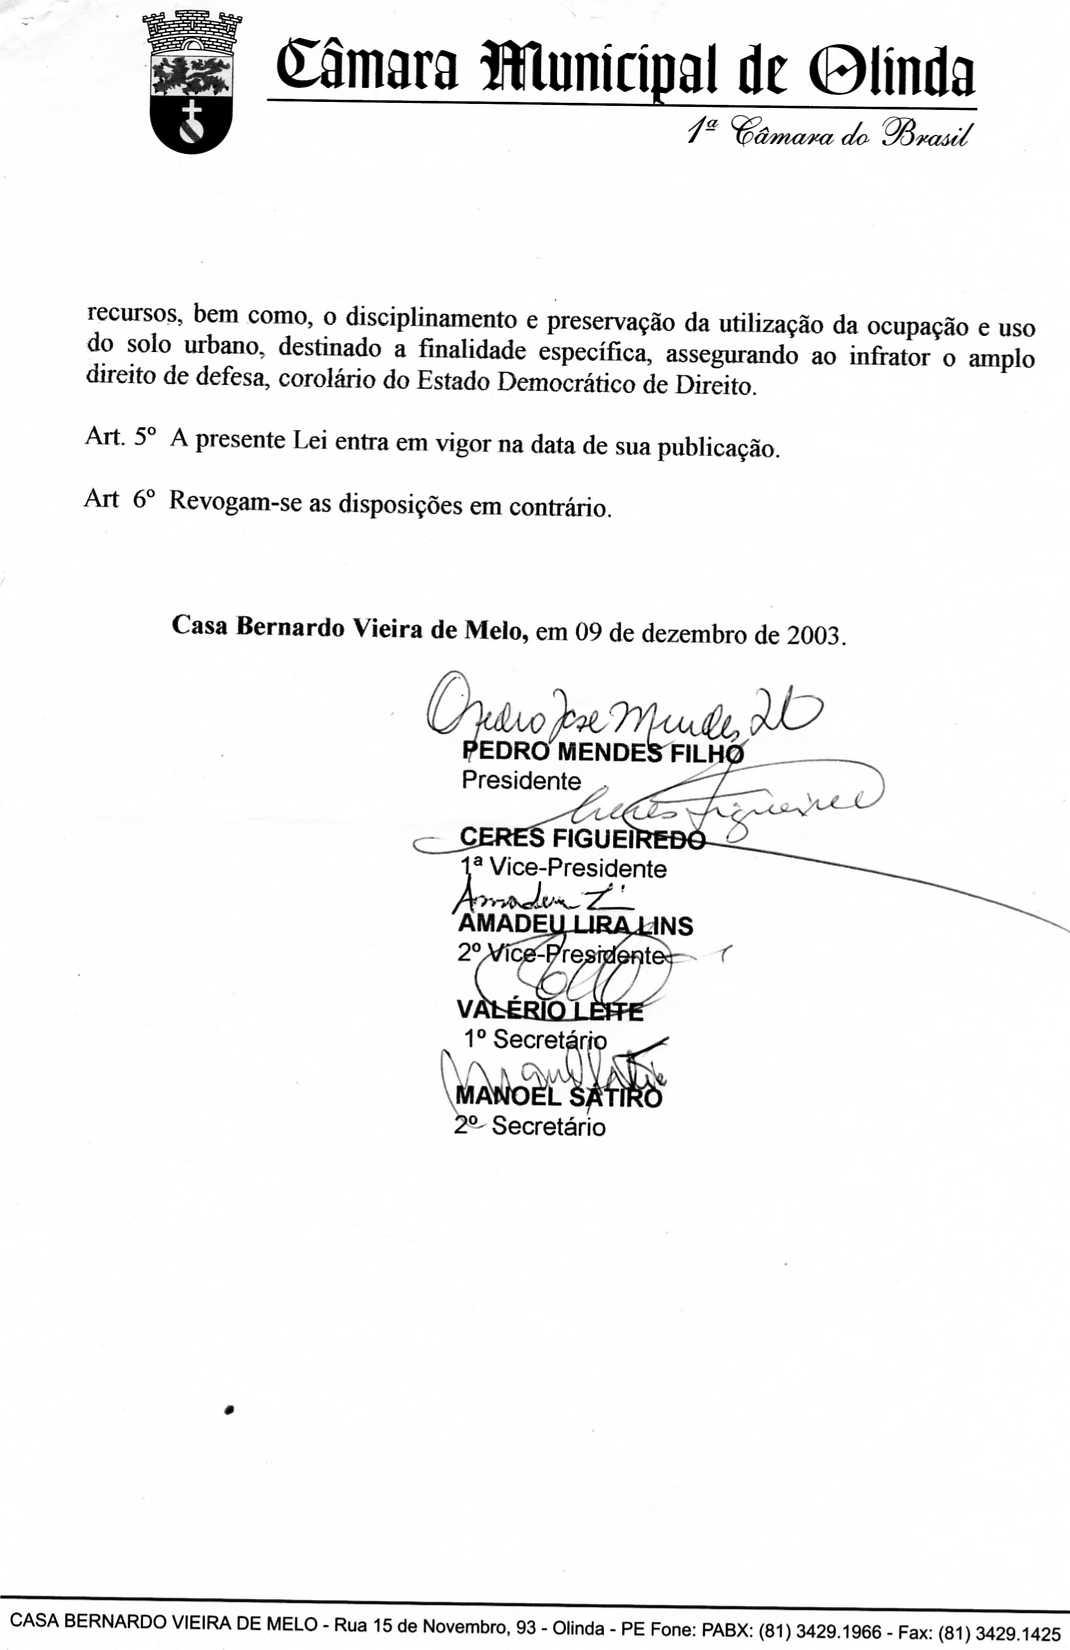 Câmara Municipal de Olinda
1ª Câmara do Brasil
recursos, bem como, o disciplinamento e preservação da utilização da ocupação e uso
do solo urbano, destinado a finalidade específica, assegurando ao infrator o amplo
direito de defesa, corolário do Estado Democrático de Direito.
Art. 5º A presente Lei entra em vigor na data de sua publicação.
Art 6º Revogam-se as disposições em contrário.
Casa Bernardo Vieira de Melo, em 09 de dezembro de 2003.
Pedro José Mendes
PEDRO MENDES FILHO
Presidente
Ceres Figueiredo
CERES FIGUEIREDO
1ª Vice-Presidente
Amadeu
AMADEU LIRA LINS
2º Vice-Presidente
VALÉRIO LEITE
1º Secretário
Manoel Satiro
MANOEL SATIRO
2º Secretário
CASA BERNARDO VIEIRA DE MELO - Rua 15 de Novembro, 93 - Olinda - PE Fone: PABX: (81) 3429.1966 - Fax: (81) 3429.1425